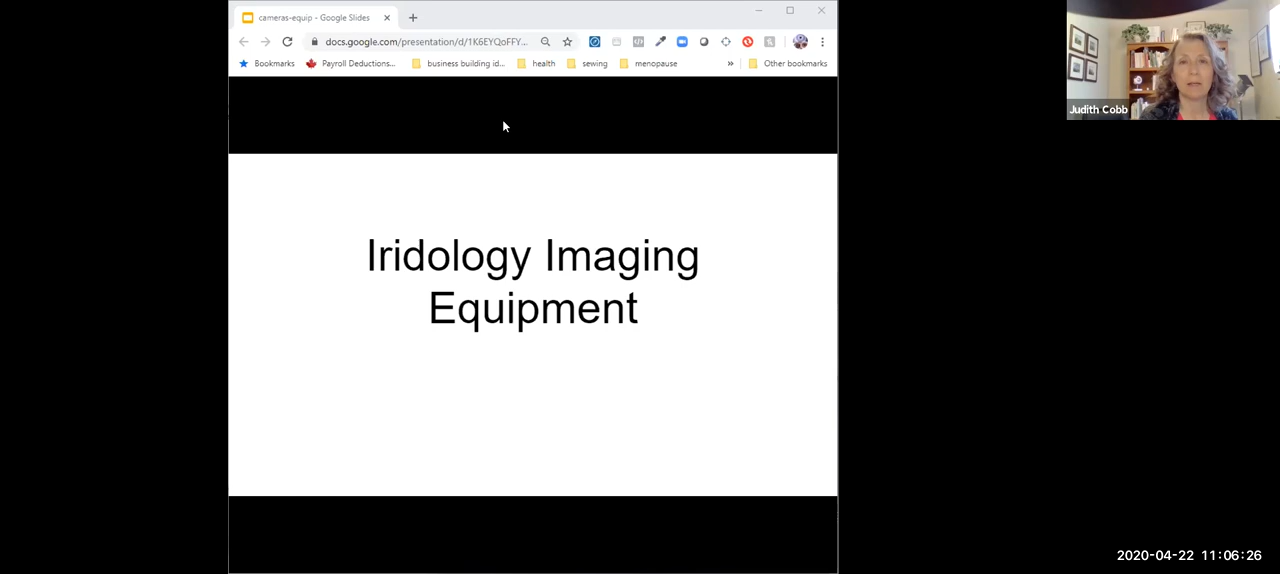 cameras-equip - Google Slides
docs.google.com/presentation/d/1K6EYQoFFY...
Bookmarks Payroll Deductions... business building id... health sewing menopause » Other bookmarks
Judith Cobb
Iridology Imaging
Equipment
2020-04-22 11:06:26